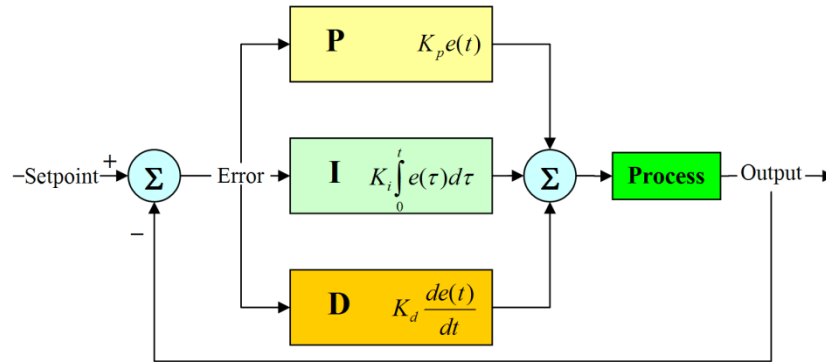 P K_p e(t)
–Setpoint + Σ – Error
I K_i ∫_0^t e(τ)dτ
Σ
Process
Output
D K_d de(t)/dt